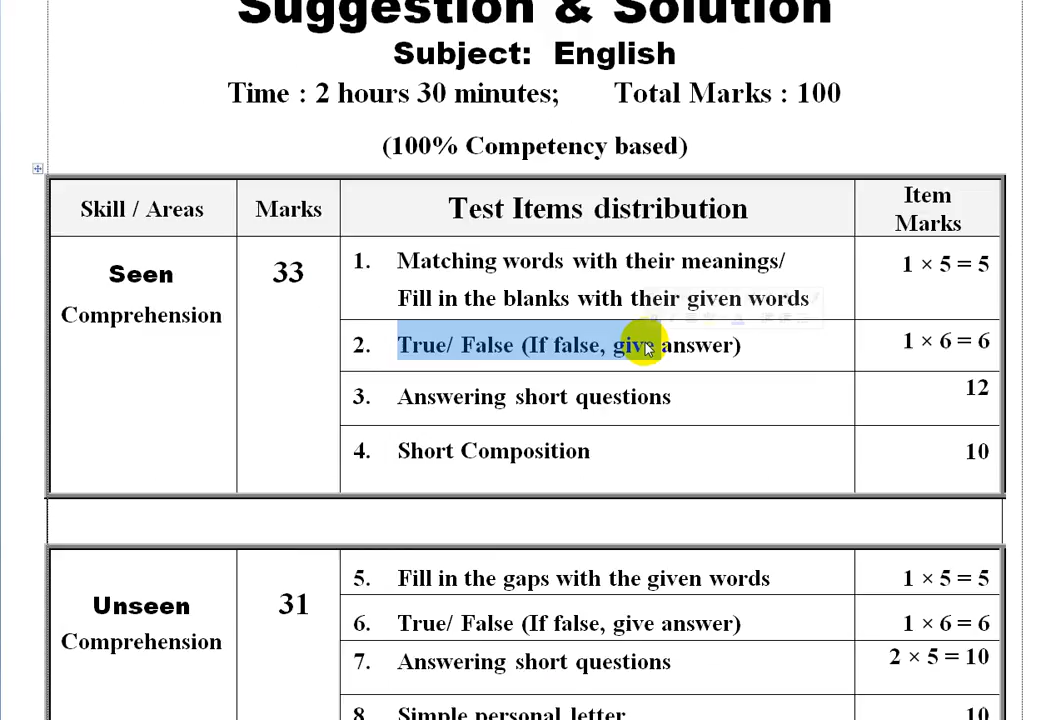 Suggestion & Solution
Subject: English
Time : 2 hours 30 minutes; Total Marks : 100
(100% Competency based)
Skill / Areas Marks Test Items distribution Item Marks
Seen Comprehension 33
1. Matching words with their meanings/ 1 × 5 = 5
Fill in the blanks with their given words
2. True/ False (If false, give answer) 1 × 6 = 6
3. Answering short questions 12
4. Short Composition 10
Unseen Comprehension 31
5. Fill in the gaps with the given words 1 × 5 = 5
6. True/ False (If false, give answer) 1 × 6 = 6
7. Answering short questions 2 × 5 = 10
8. Simple personal letter 10